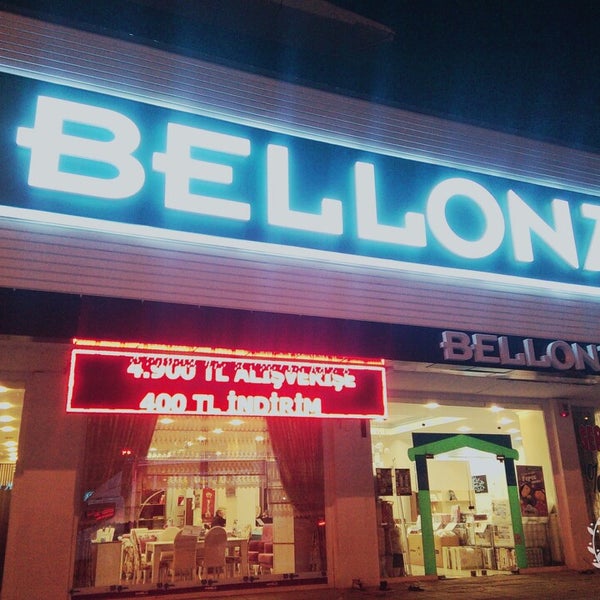 BELLONA
BELLONA
4.900 TL ALIŞVERİŞE
400 TL İNDİRİM